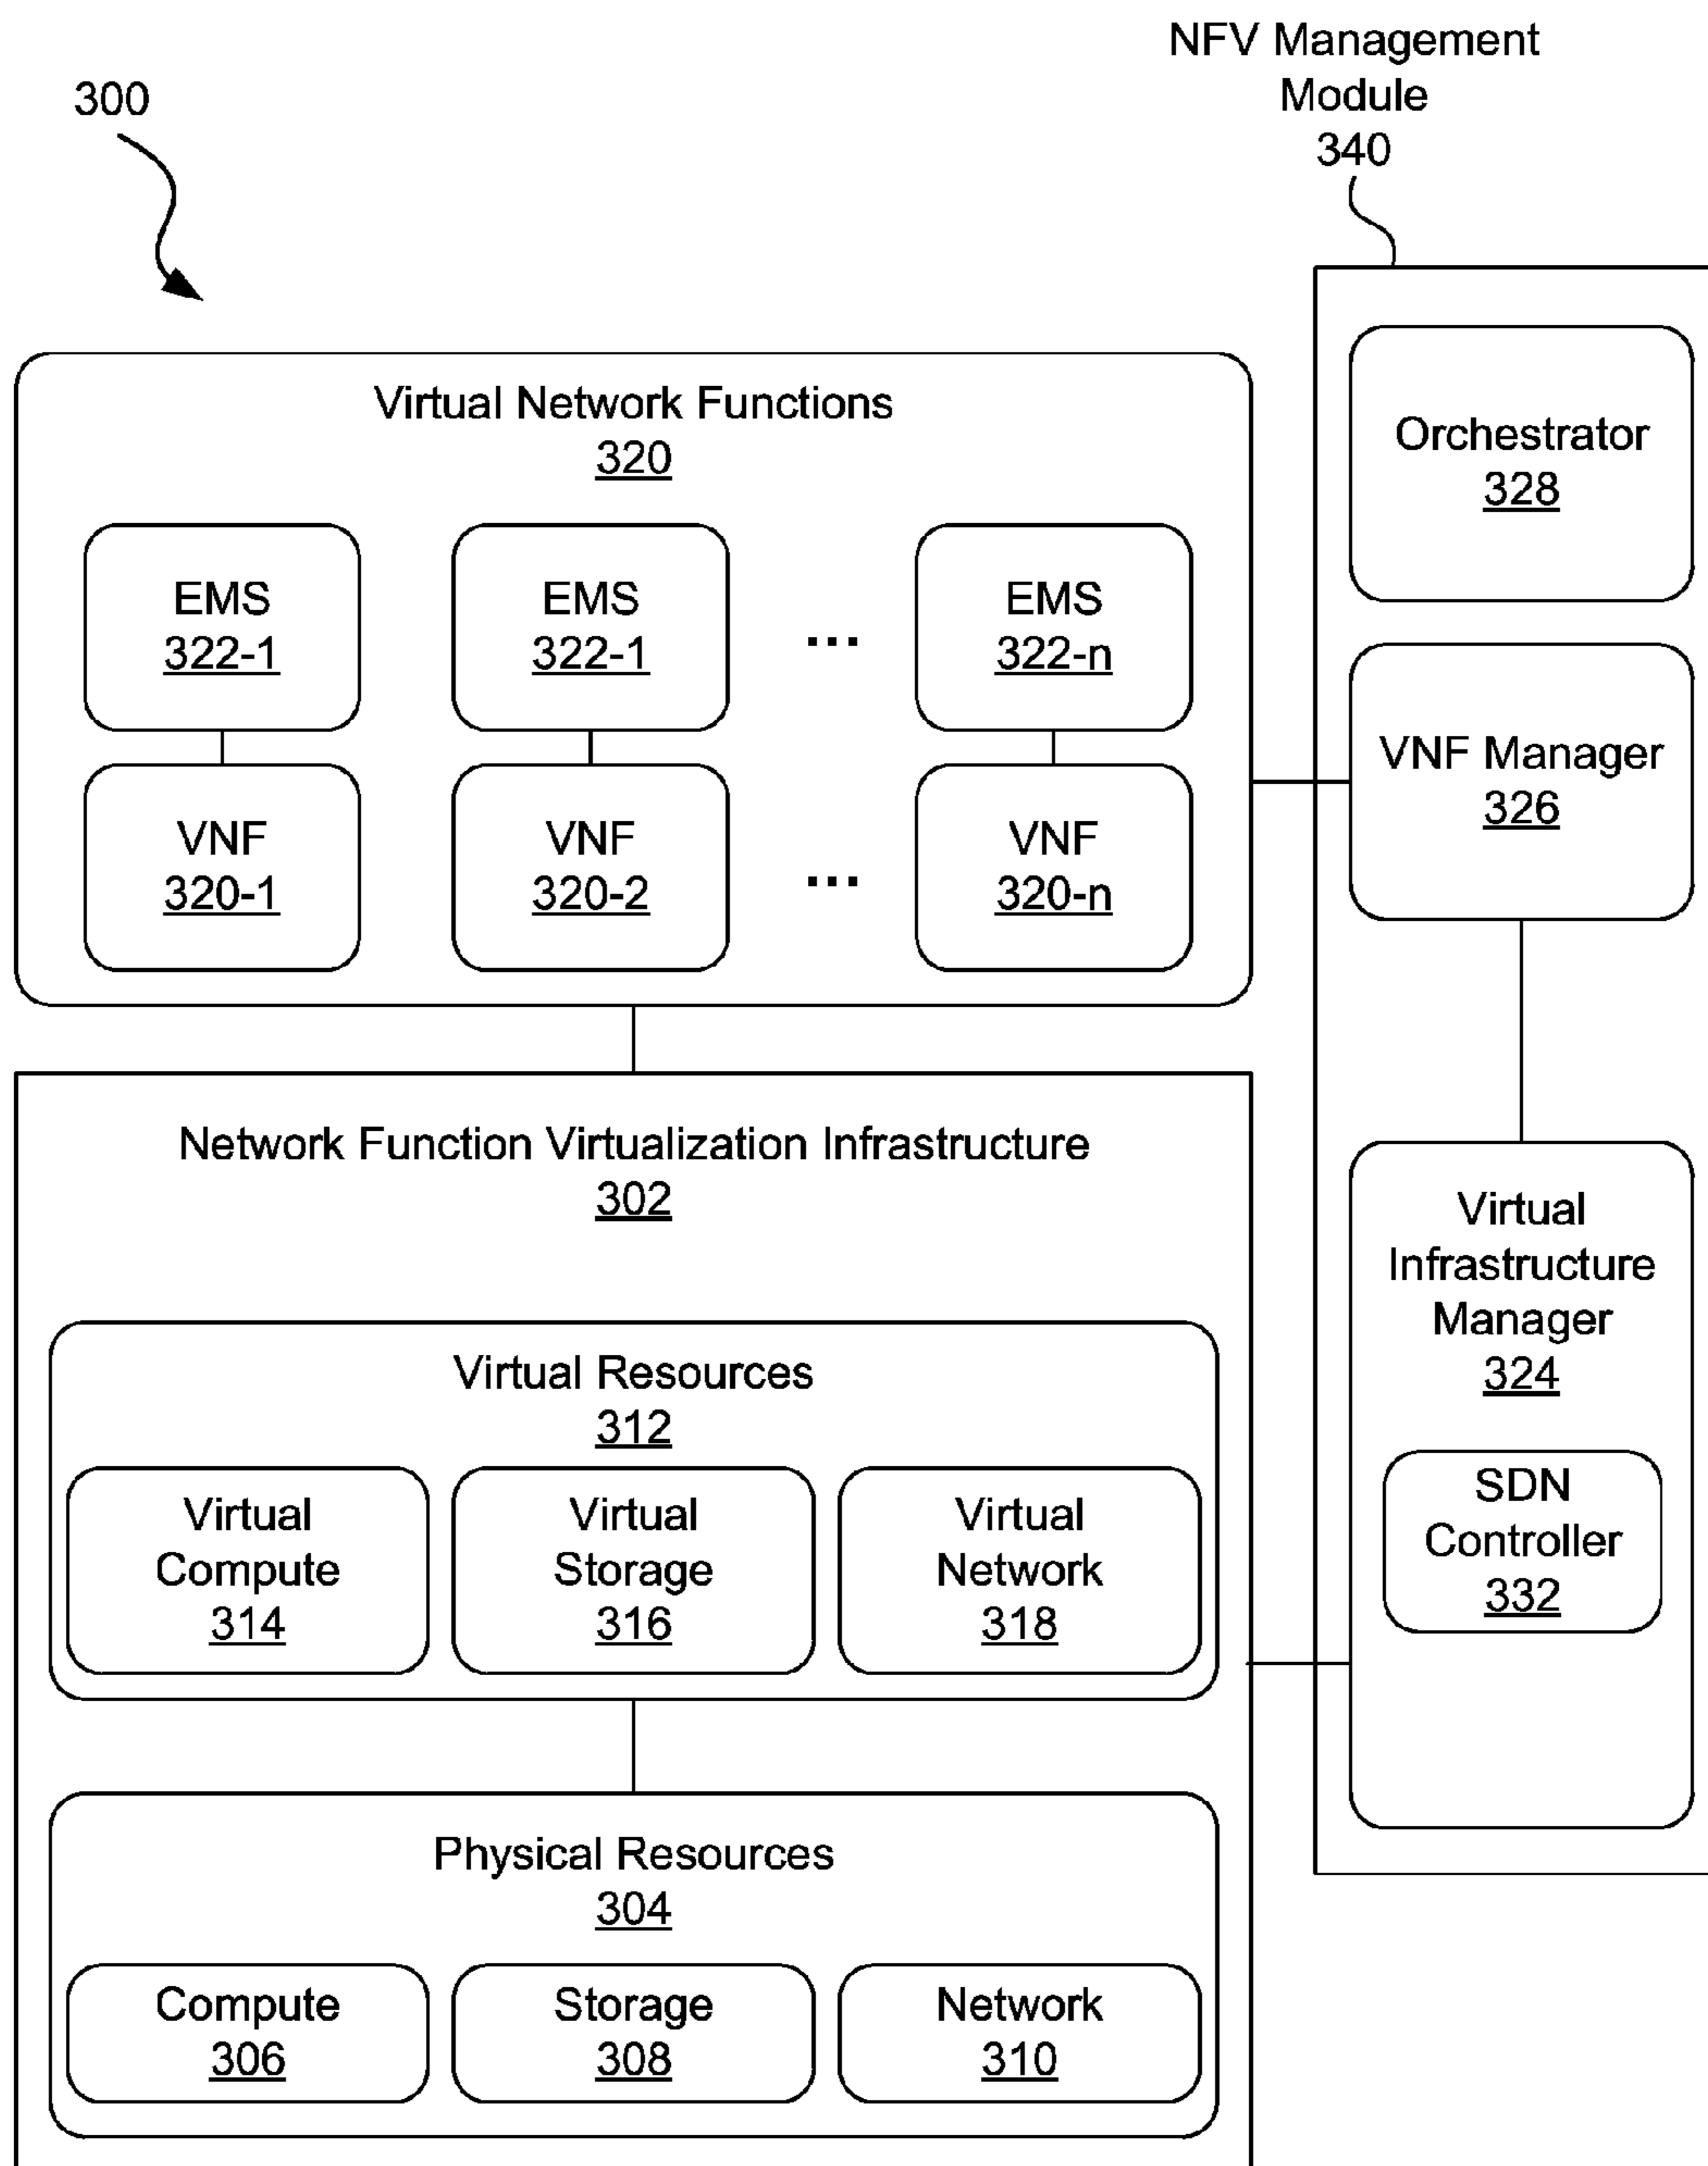 NFV Management
Module
340
300
Virtual Network Functions
320
EMS
322-1
EMS
322-1
...
EMS
322-n
VNF
320-1
VNF
320-2
...
VNF
320-n
Orchestrator
328
VNF Manager
326
Network Function Virtualization Infrastructure
302
Virtual Resources
312
Virtual
Compute
314
Virtual
Storage
316
Virtual
Network
318
Virtual
Infrastructure
Manager
324
SDN
Controller
332
Physical Resources
304
Compute
306
Storage
308
Network
310